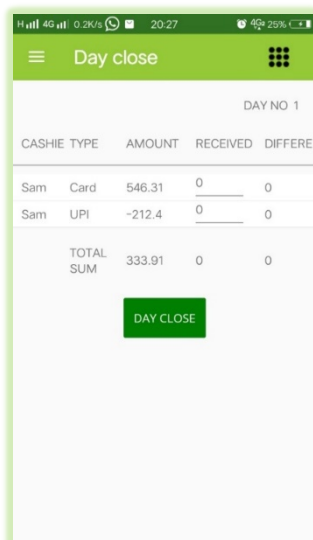 H 4G 0.2K/s 20:27 4G 25%
Day close
DAY NO 1
CASHIE TYPE AMOUNT RECEIVED DIFFERE
Sam Card 546.31 0 0
Sam UPI -212.4 0 0
TOTAL SUM 333.91 0 0
DAY CLOSE